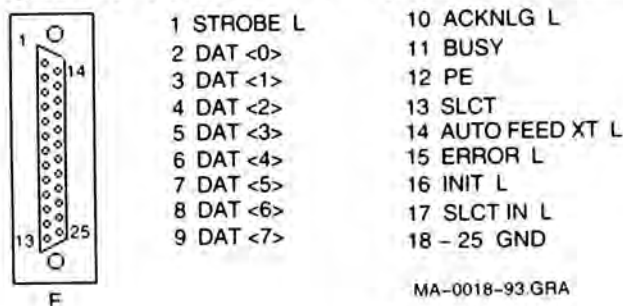 1
14
13
25
F
1 STROBE L
2 DAT <0>
3 DAT <1>
4 DAT <2>
5 DAT <3>
6 DAT <4>
7 DAT <5>
8 DAT <6>
9 DAT <7>
10 ACKNLG L
11 BUSY
12 PE
13 SLCT
14 AUTO FEED XT L
15 ERROR L
16 INIT L
17 SLCT IN L
18 – 25 GND
MA-0018-93.GRA